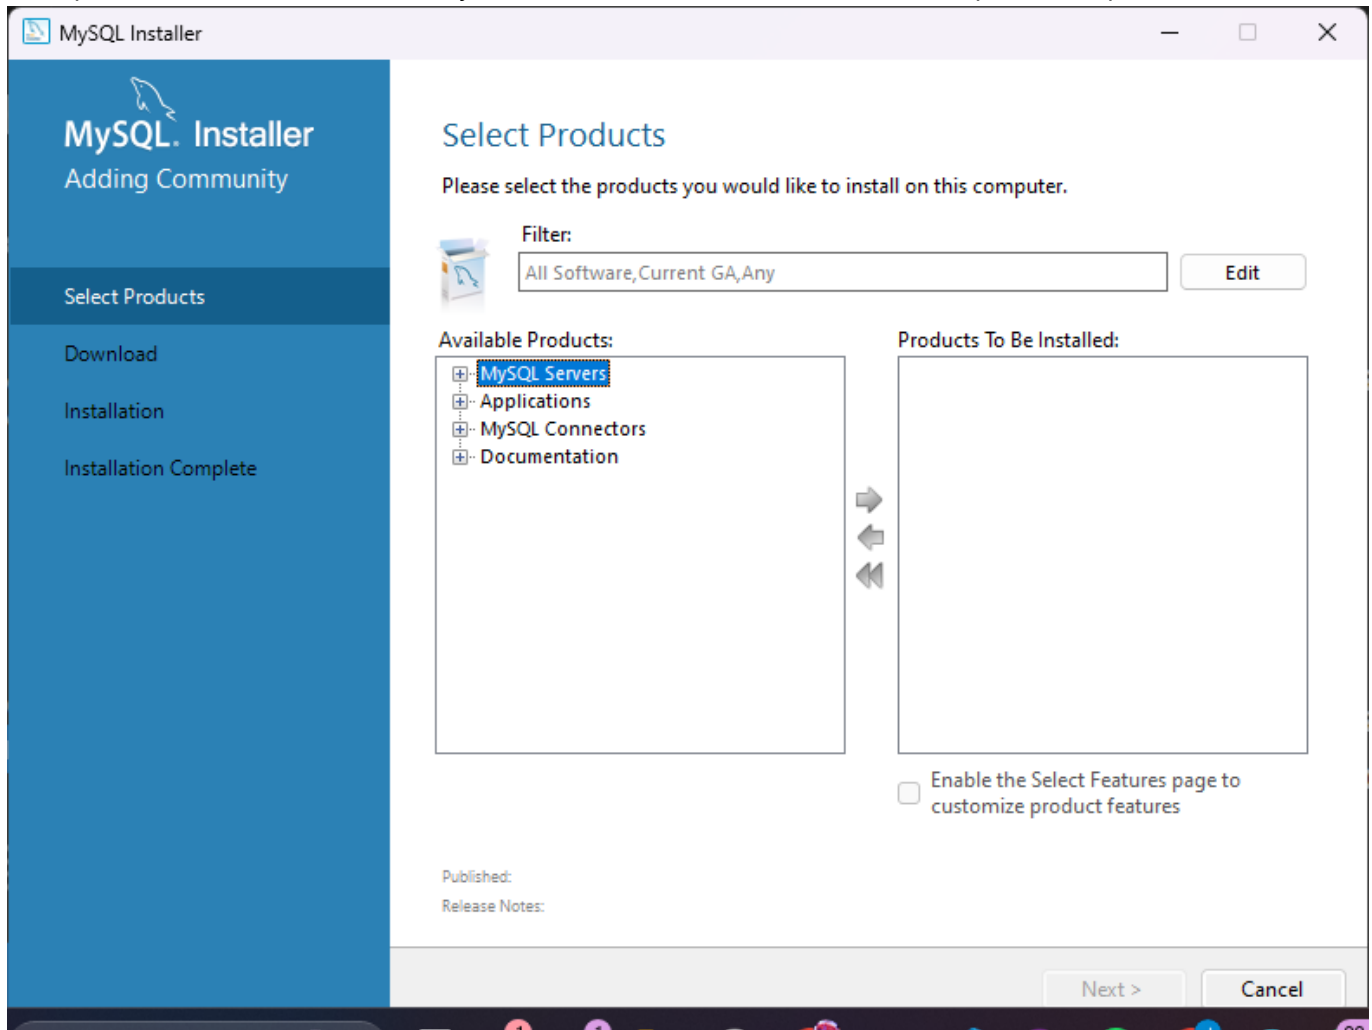 MySQL Installer
MySQL. Installer
Adding Community
Select Products
Download
Installation
Installation Complete
Select Products
Please select the products you would like to install on this computer.
Filter:
All Software,Current GA,Any
Edit
Available Products:
MySQL Servers
Applications
MySQL Connectors
Documentation
Products To Be Installed:
Enable the Select Features page to
customize product features
Published:
Release Notes:
Next >
Cancel